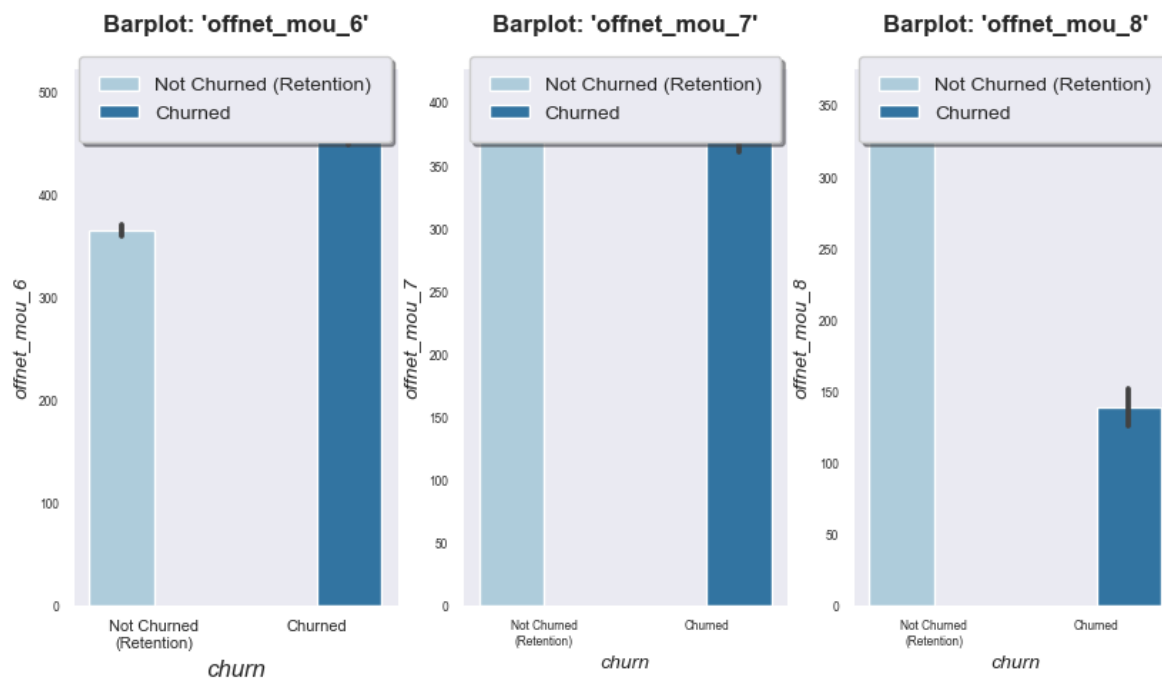 Barplot: 'offnet_mou_6'
Not Churned (Retention)
Churned
500
400
300
200
100
0
offnet_mou_6
Not Churned
(Retention)
Churned
churn
Barplot: 'offnet_mou_7'
Not Churned (Retention)
Churned
400
350
300
250
200
150
100
50
0
offnet_mou_7
Not Churned
(Retention)
Churned
churn
Barplot: 'offnet_mou_8'
Not Churned (Retention)
Churned
350
300
250
200
150
100
50
0
offnet_mou_8
Not Churned
(Retention)
Churned
churn